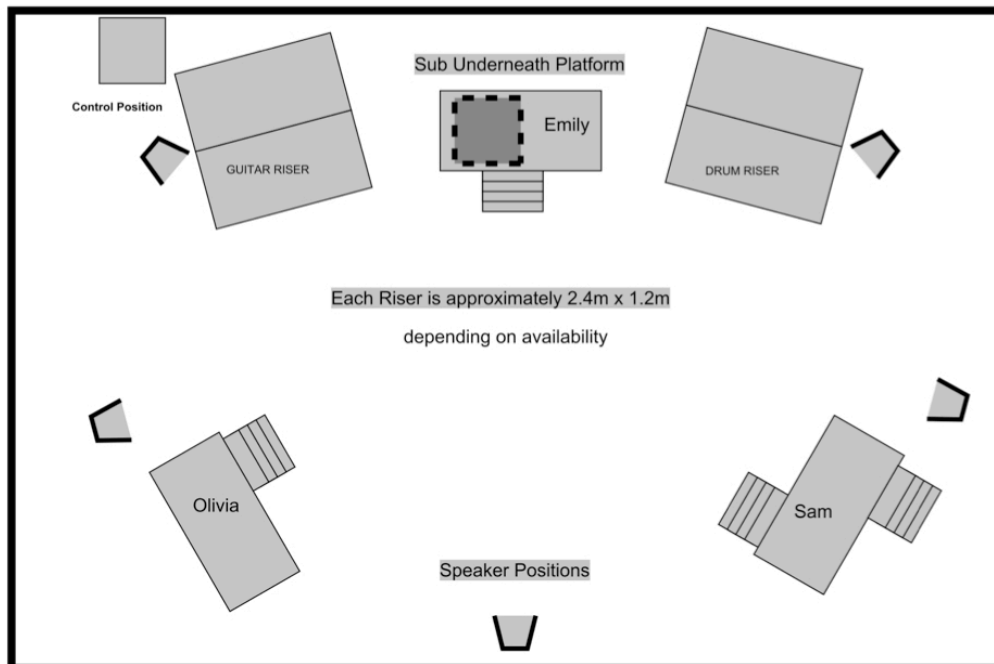 Sub Underneath Platform
Control Position
Emily
GUITAR RISER
DRUM RISER
Each Riser is approximately 2.4m x 1.2m
depending on availability
Olivia
Sam
Speaker Positions